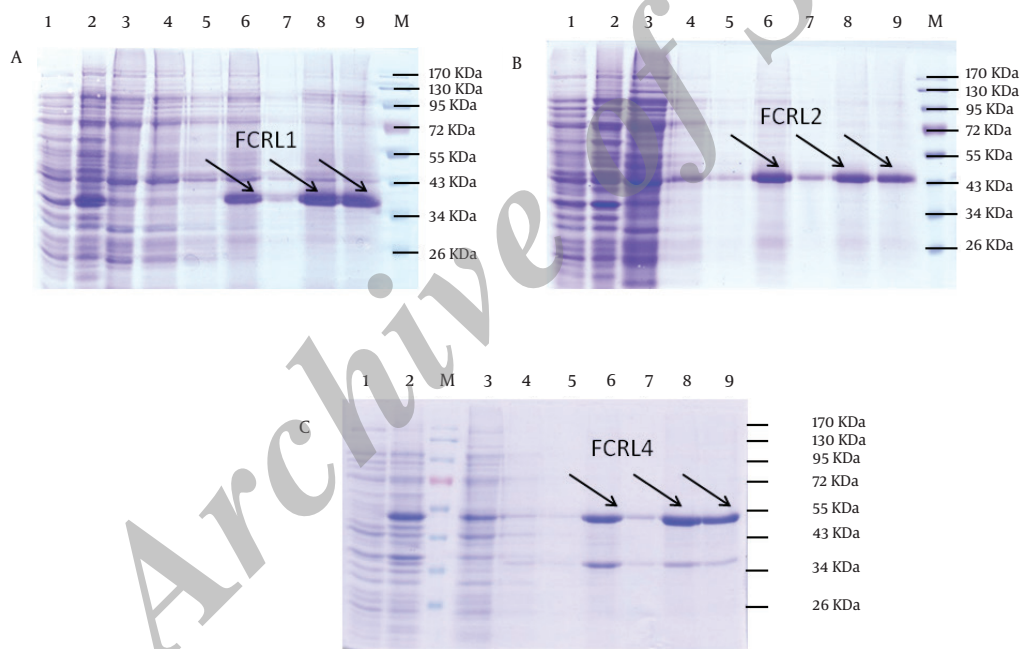 1 2 3 4 5 6 7 8 9 M
A
170 KDa
130 KDa
95 KDa
72 KDa
55 KDa
43 KDa
34 KDa
26 KDa
FCRL1
1 2 3 4 5 6 7 8 9 M
B
170 KDa
130 KDa
95 KDa
72 KDa
55 KDa
43 KDa
34 KDa
26 KDa
FCRL2
1 2 M 3 4 5 6 7 8 9
C
170 KDa
130 KDa
95 KDa
72 KDa
55 KDa
43 KDa
34 KDa
26 KDa
FCRL4
Archive of S